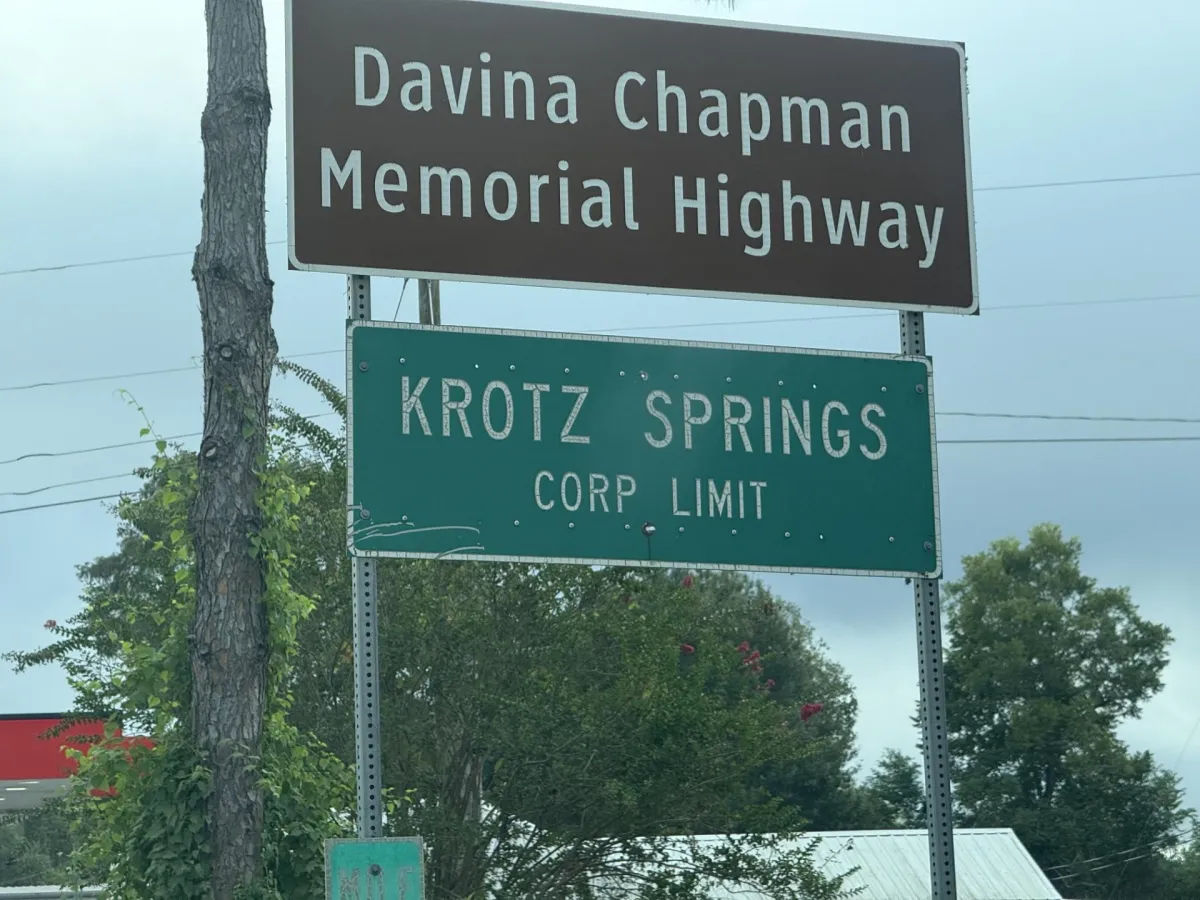 Davina Chapman
Memorial Highway
KROTZ SPRINGS
CORP LIMIT